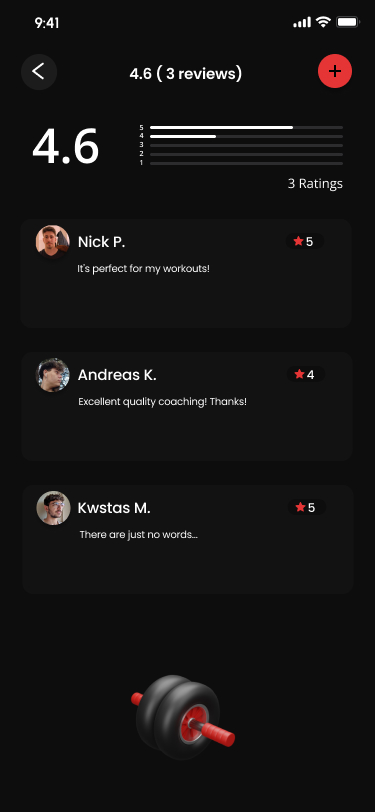 9:41
4.6 ( 3 reviews)
4.6
5
4
3
2
1
3 Ratings
Nick P.
5
It's perfect for my workouts!
Andreas K.
4
Excellent quality coaching! Thanks!
Kwstas M.
5
There are just no words...